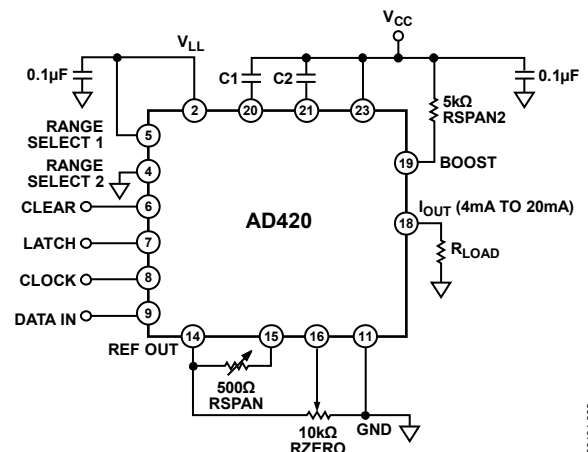 V_CC
V_LL
0.1µF
C1
C2
0.1µF
5kΩ
RSPAN2
2
20
21
23
RANGE
SELECT 1
5
19
BOOST
RANGE
SELECT 2
4
CLEAR
6
AD420
18
I_OUT (4mA TO 20mA)
LATCH
7
R_LOAD
CLOCK
8
DATA IN
9
REF OUT
14
15
16
11
500Ω
RSPAN
10kΩ
RZERO
GND